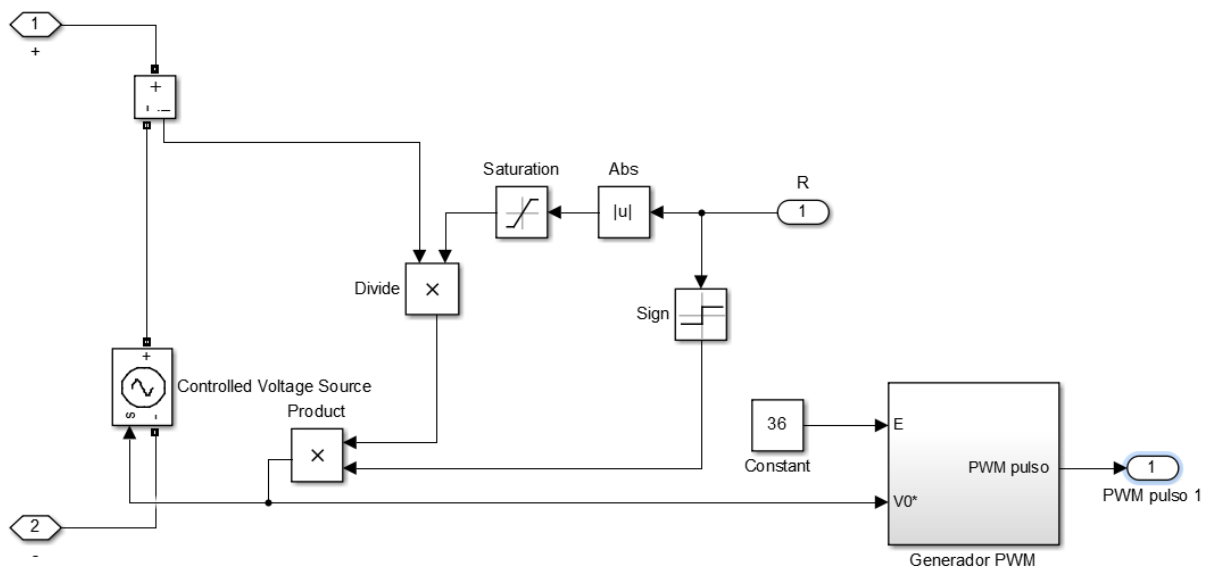 1
+
+
- i
Saturation
Abs
R
|u|
1
Divide
×
Sign
+
Controlled Voltage Source
s
-
Product
×
36
Constant
E
PWM pulso
V0*
1
PWM pulso 1
Generador PWM
2
-